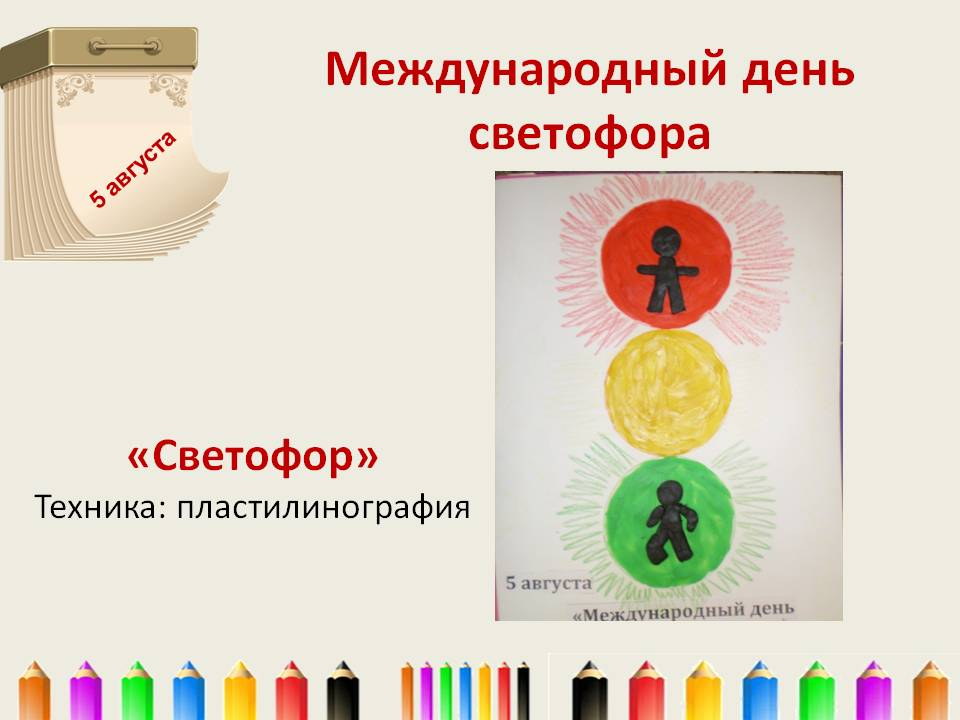 5 августа
Международный день
светофора
«Светофор»
Техника: пластилинография
5 августа
«Международный день